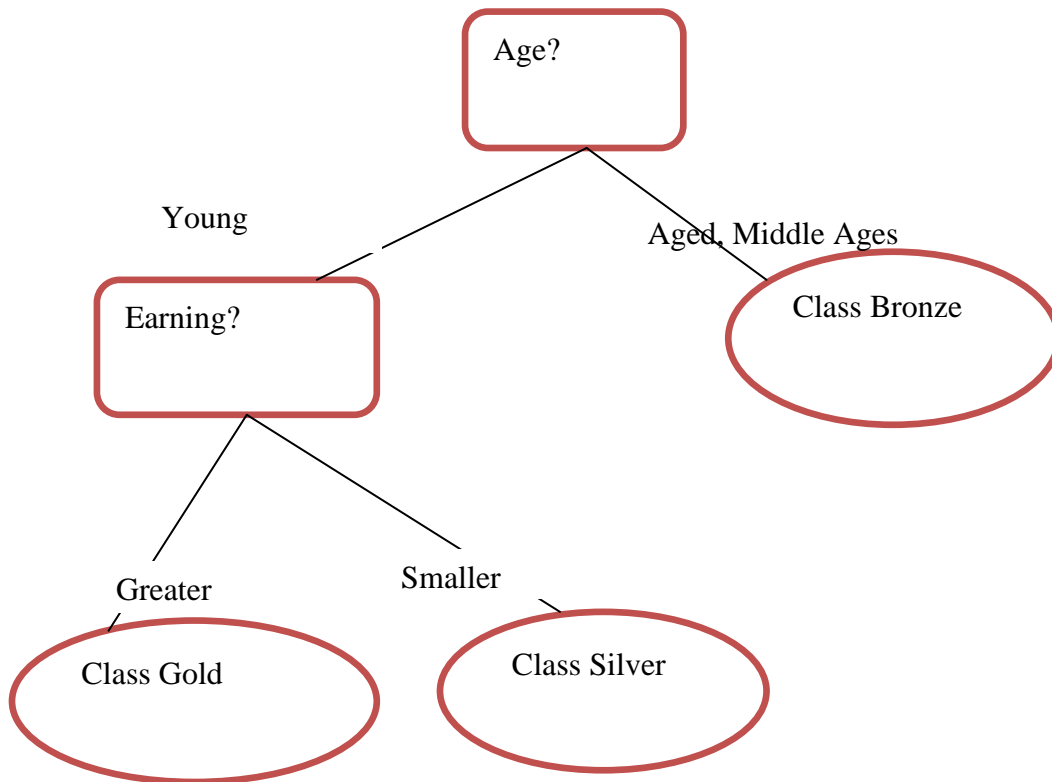 Age?
Young
Aged, Middle Ages
Earning?
Class Bronze
Greater
Smaller
Class Gold
Class Silver